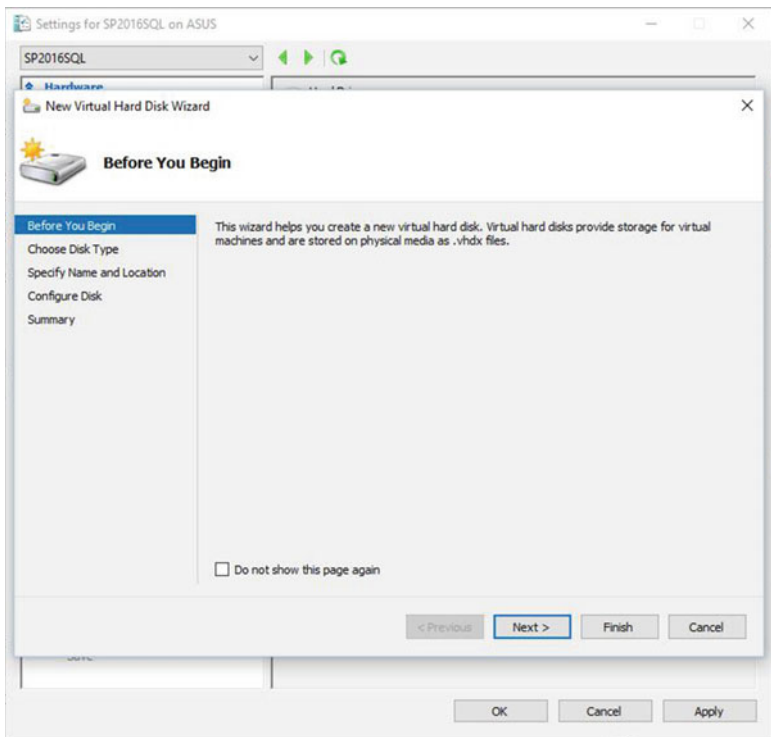 Settings for SP2016SQL on ASUS
SP2016SQL
Hardware
New Virtual Hard Disk Wizard
Before You Begin
Before You Begin
Choose Disk Type
Specify Name and Location
Configure Disk
Summary
This wizard helps you create a new virtual hard disk. Virtual hard disks provide storage for virtual
machines and are stored on physical media as .vhdx files.
Do not show this page again
< Previous
Next >
Finish
Cancel
OK
Cancel
Apply